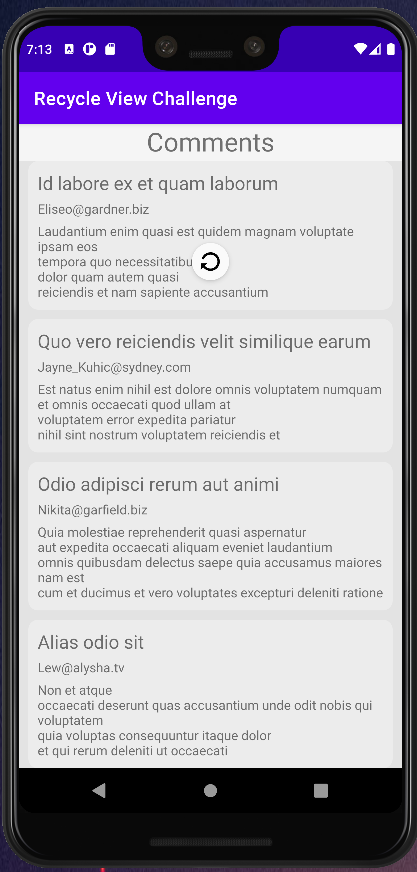 7:13
Recycle View Challenge
Comments
Id labore ex et quam laborum
Eliseo@gardner.biz
Laudantium enim quasi est quidem magnam voluptate
ipsam eos
tempora quo necessitatibu
dolor quam autem quasi
reiciendis et nam sapiente accusantium
Quo vero reiciendis velit similique earum
Jayne_Kuhic@sydney.com
Est natus enim nihil est dolore omnis voluptatem numquam
et omnis occaecati quod ullam at
voluptatem error expedita pariatur
nihil sint nostrum voluptatem reiciendis et
Odio adipisci rerum aut animi
Nikita@garfield.biz
Quia molestiae reprehenderit quasi aspernatur
aut expedita occaecati aliquam eveniet laudantium
omnis quibusdam delectus saepe quia accusamus maiores
nam est
cum et ducimus et vero voluptates excepturi deleniti ratione
Alias odio sit
Lew@alysha.tv
Non et atque
occaecati deserunt quas accusantium unde odit nobis qui
voluptatem
quia voluptas consequuntur itaque dolor
et qui rerum deleniti ut occaecati